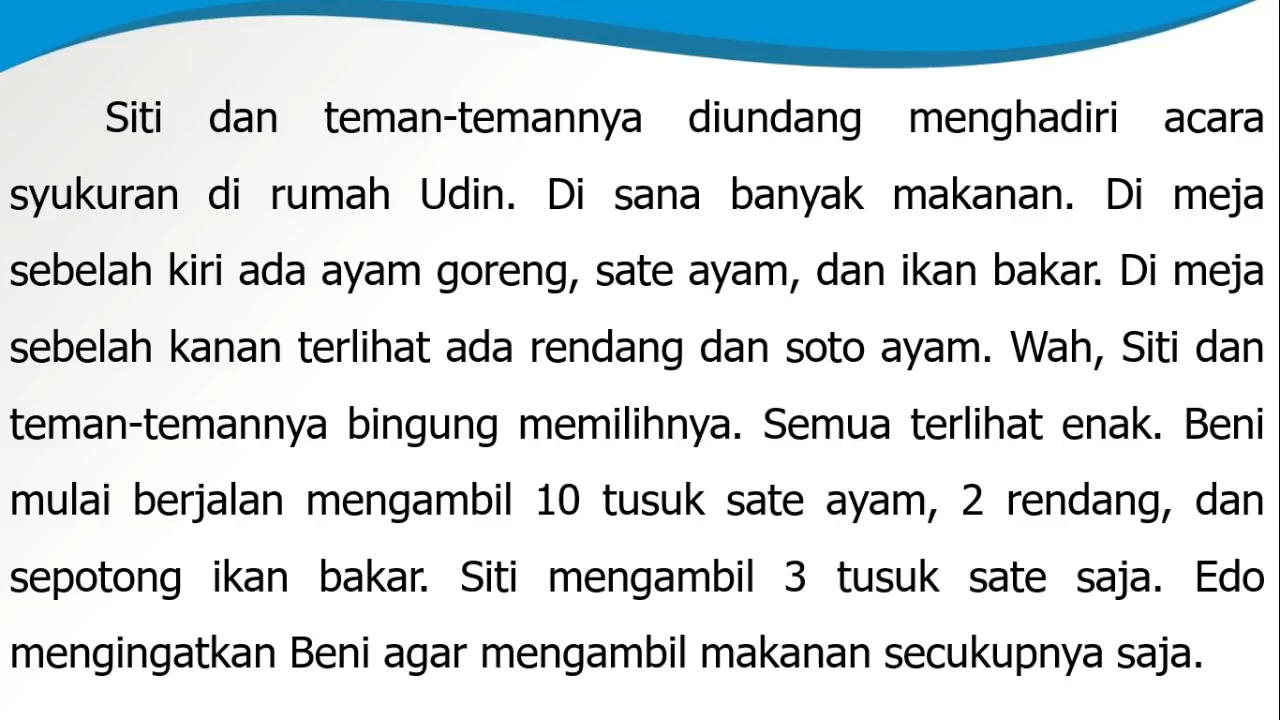 Siti dan teman-temannya diundang menghadiri acara
syukuran di rumah Udin. Di sana banyak makanan. Di meja
sebelah kiri ada ayam goreng, sate ayam, dan ikan bakar. Di meja
sebelah kanan terlihat ada rendang dan soto ayam. Wah, Siti dan
teman-temannya bingung memilihnya. Semua terlihat enak. Beni
mulai berjalan mengambil 10 tusuk sate ayam, 2 rendang, dan
sepotong ikan bakar. Siti mengambil 3 tusuk sate saja. Edo
mengingatkan Beni agar mengambil makanan secukupnya saja.